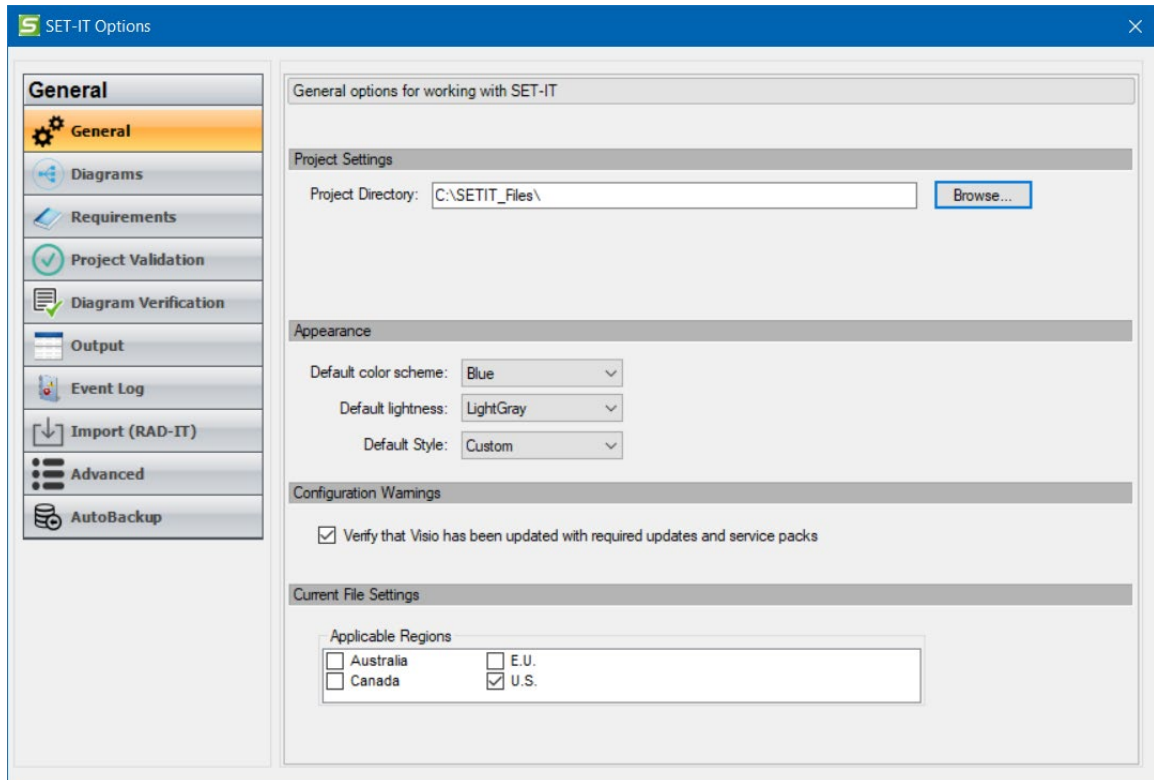 SET-IT Options
General
General
Diagrams
Requirements
Project Validation
Diagram Verification
Output
Event Log
Import (RAD-IT)
Advanced
AutoBackup
General options for working with SET-IT
Project Settings
Project Directory: C:\SETIT_Files\ Browse...
Appearance
Default color scheme: Blue
Default lightness: LightGray
Default Style: Custom
Configuration Warnings
Verify that Visio has been updated with required updates and service packs
Current File Settings
Applicable Regions
Australia E.U.
Canada U.S.